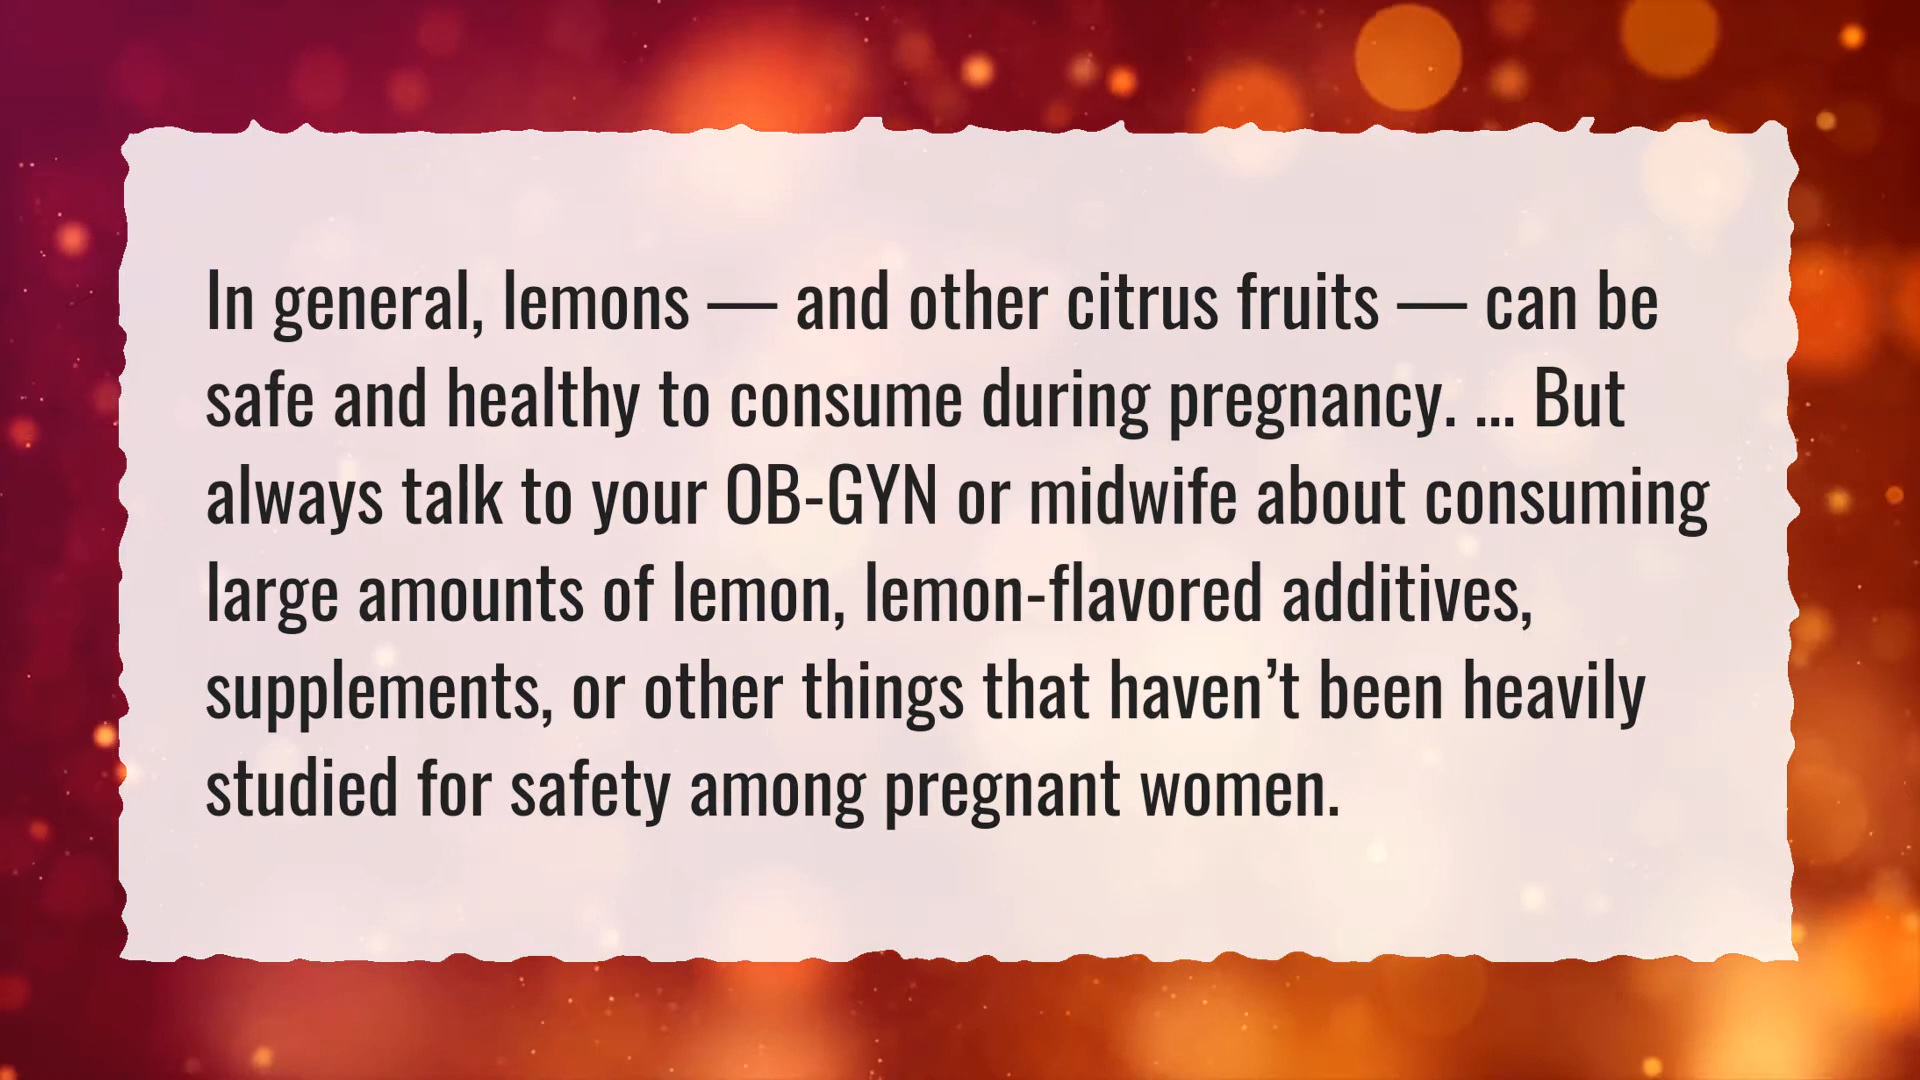 In general, lemons — and other citrus fruits — can be
safe and healthy to consume during pregnancy. ... But
always talk to your OB-GYN or midwife about consuming
large amounts of lemon, lemon-flavored additives,
supplements, or other things that haven’t been heavily
studied for safety among pregnant women.